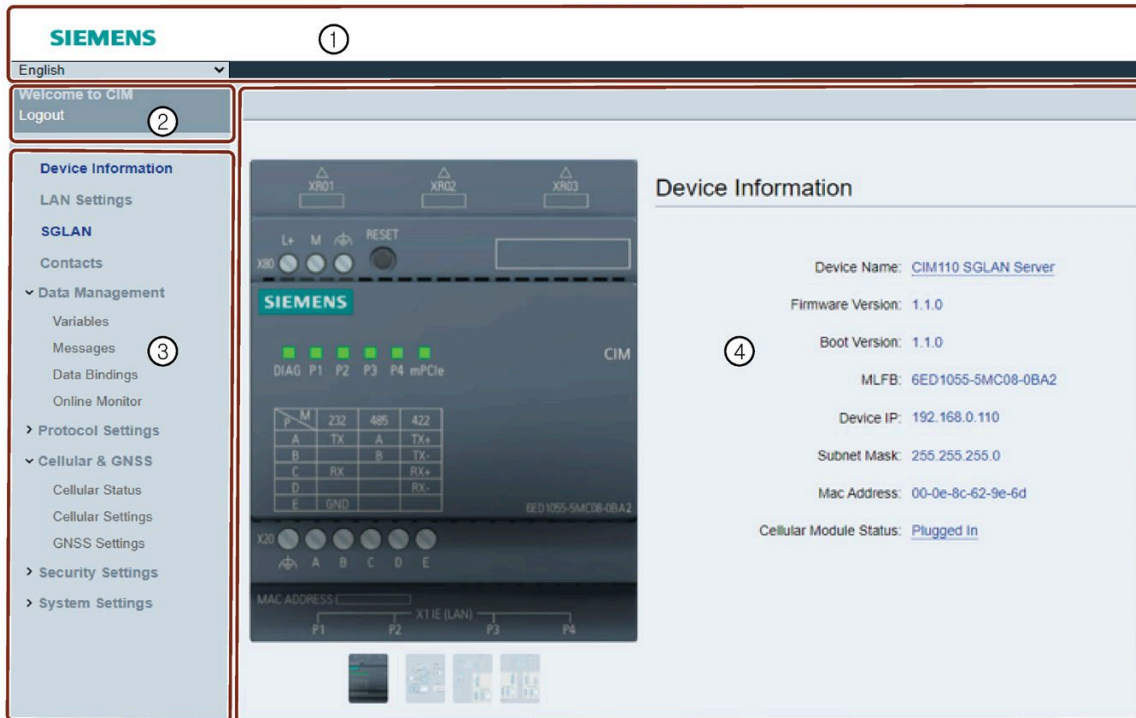 SIEMENS
1
English
Welcome to CIM
Logout
2
Device Information
LAN Settings
SGLAN
Contacts
Data Management
Variables
Messages
3
Data Bindings
Online Monitor
Protocol Settings
Cellular & GNSS
Cellular Status
Cellular Settings
GNSS Settings
Security Settings
System Settings
XR01 XR02 XR03
L+ M RESET
X80
SIEMENS
CIM
DIAG P1 P2 P3 P4 mPCIe
P M 232 485 422
A TX A TX+
B B TX-
C RX RX+
D RX-
E GND
6ED1055-5MC08-0BA2
X20
A B C D E
MAC ADDRESS
X1 IE (LAN)
P1 P2 P3 P4
Device Information
4
Device Name: CIM110 SGLAN Server
Firmware Version: 1.1.0
Boot Version: 1.1.0
MLFB: 6ED1055-5MC08-0BA2
Device IP: 192.168.0.110
Subnet Mask: 255.255.255.0
Mac Address: 00-0e-8c-62-9e-6d
Cellular Module Status: Plugged In